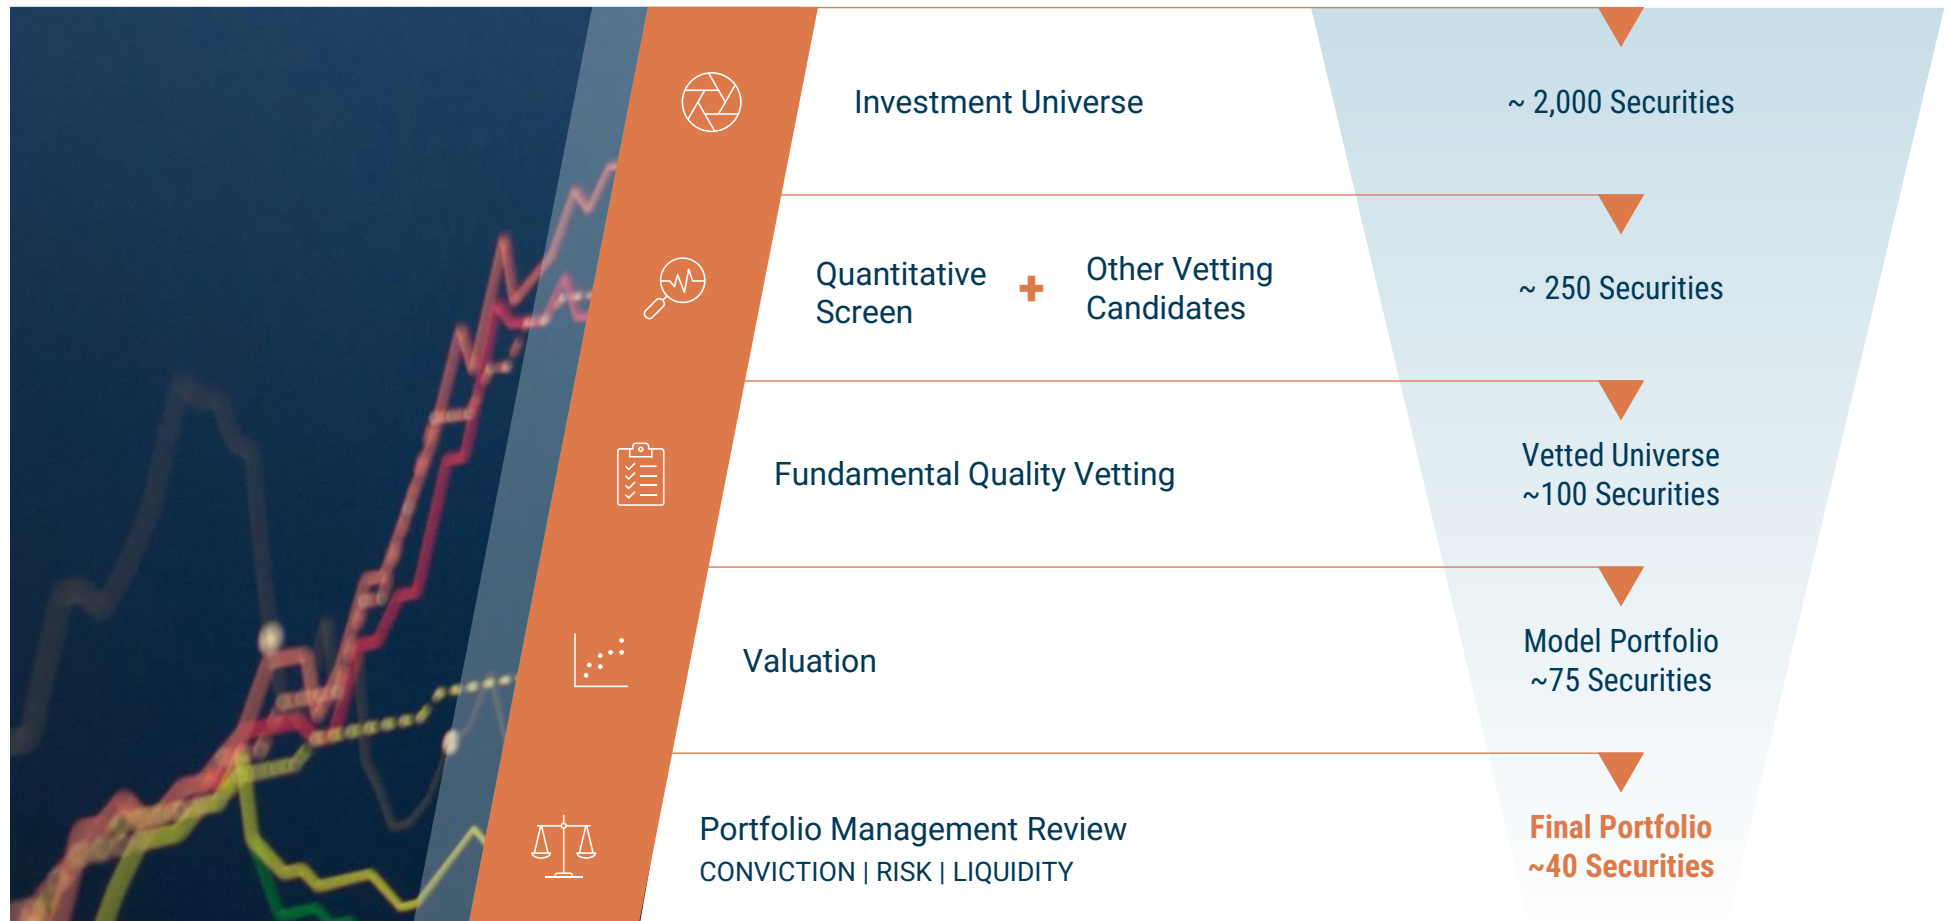 Investment Universe
~ 2,000 Securities
Quantitative
Screen
+
Other Vetting
Candidates
~ 250 Securities
Fundamental Quality Vetting
Vetted Universe
~100 Securities
Valuation
Model Portfolio
~75 Securities
Portfolio Management Review
CONVICTION | RISK | LIQUIDITY
Final Portfolio
~40 Securities